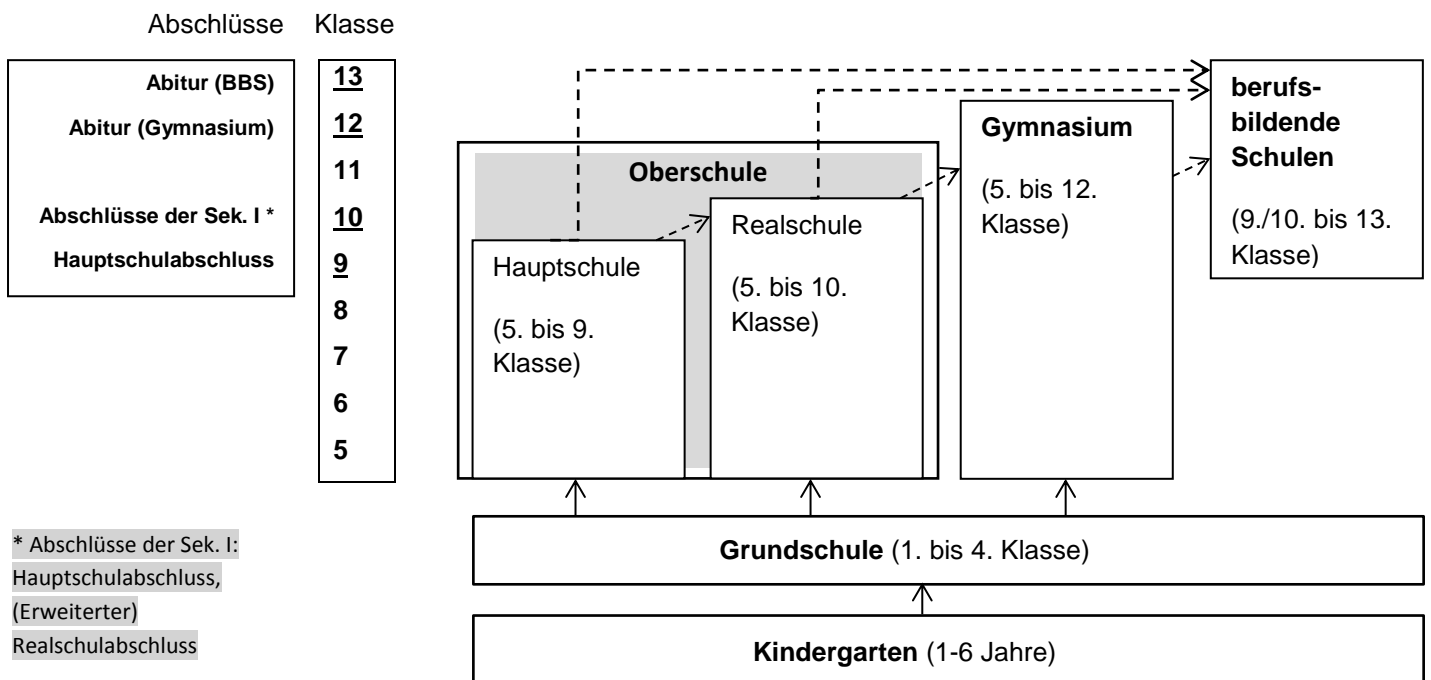 Abschlüsse Klasse
Abitur (BBS)
Abitur (Gymnasium)
Abschlüsse der Sek. I *
Hauptschulabschluss
13
12
11
10
9
8
7
6
5
Oberschule
Hauptschule
(5. bis 9.
Klasse)
Realschule
(5. bis 10.
Klasse)
Gymnasium
(5. bis 12.
Klasse)
berufs-
bildende
Schulen
(9./10. bis 13.
Klasse)
Grundschule (1. bis 4. Klasse)
Kindergarten (1-6 Jahre)
* Abschlüsse der Sek. I:
Hauptschulabschluss,
(Erweiterter)
Realschulabschluss